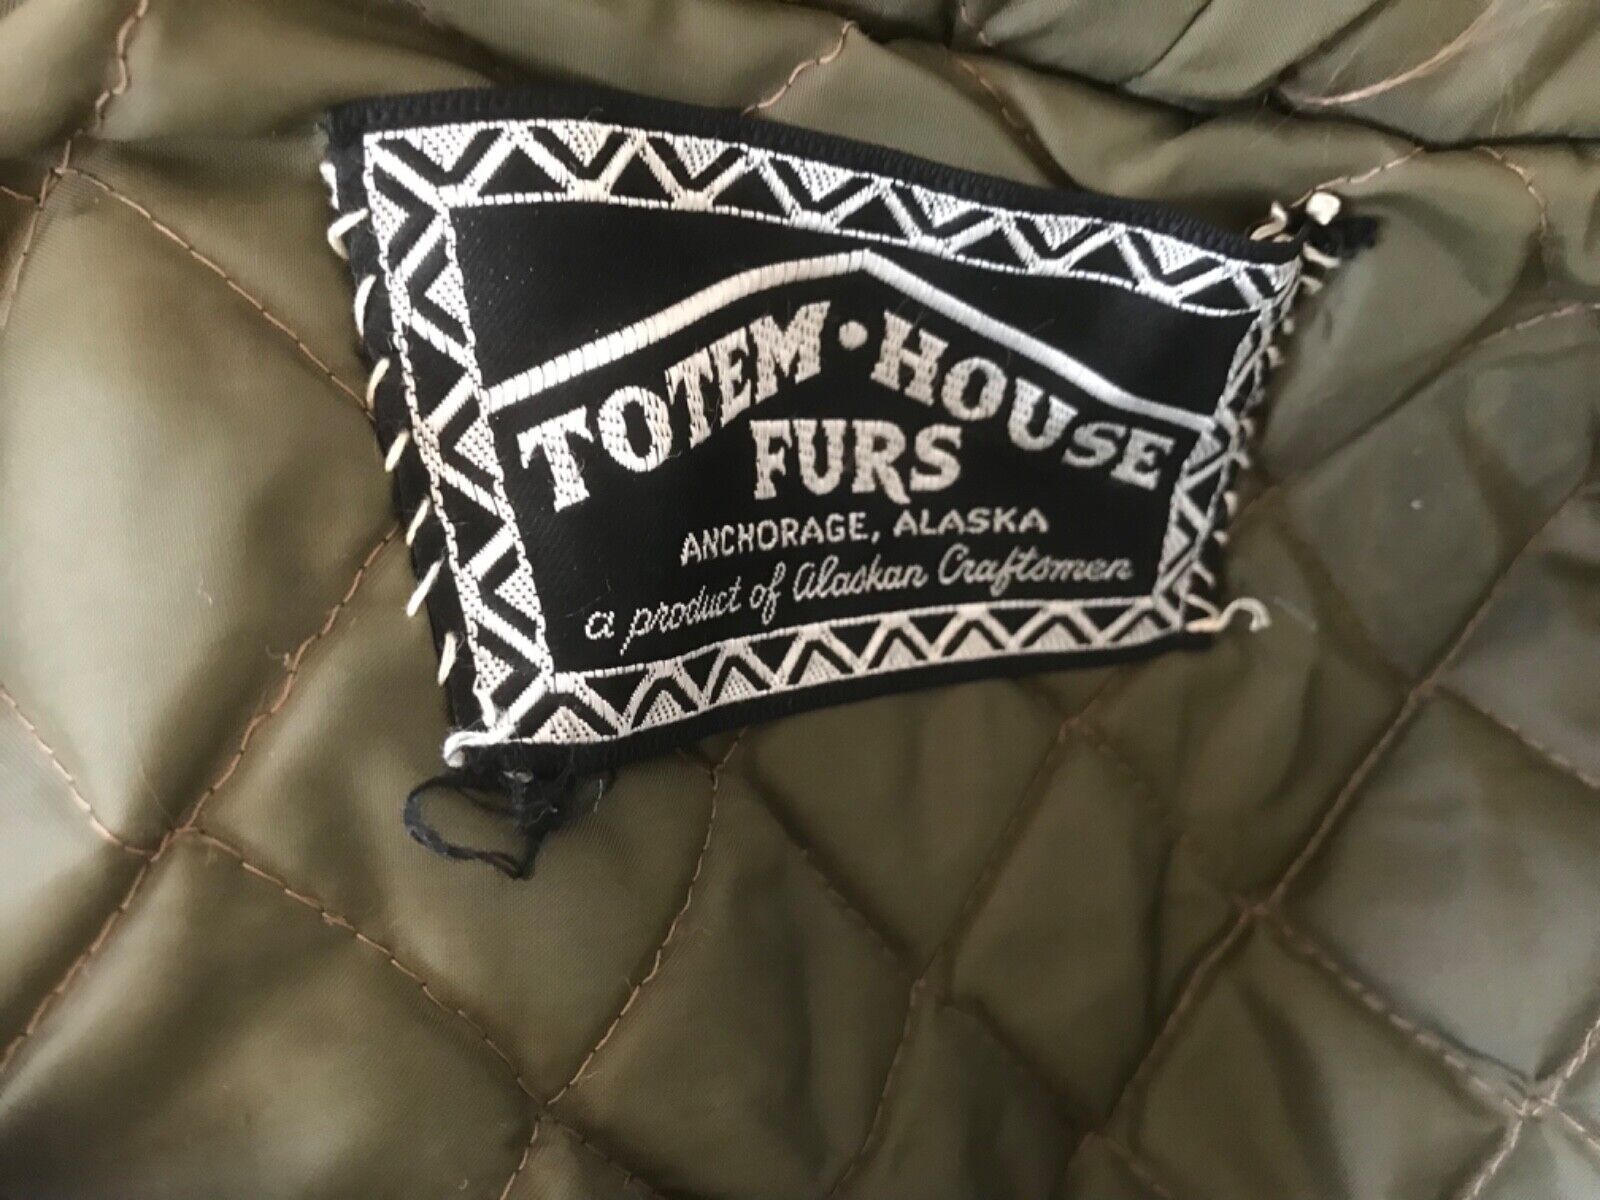 TOTEM • HOUSE
FURS
ANCHORAGE, ALASKA
a product of Alaskan Craftsmen